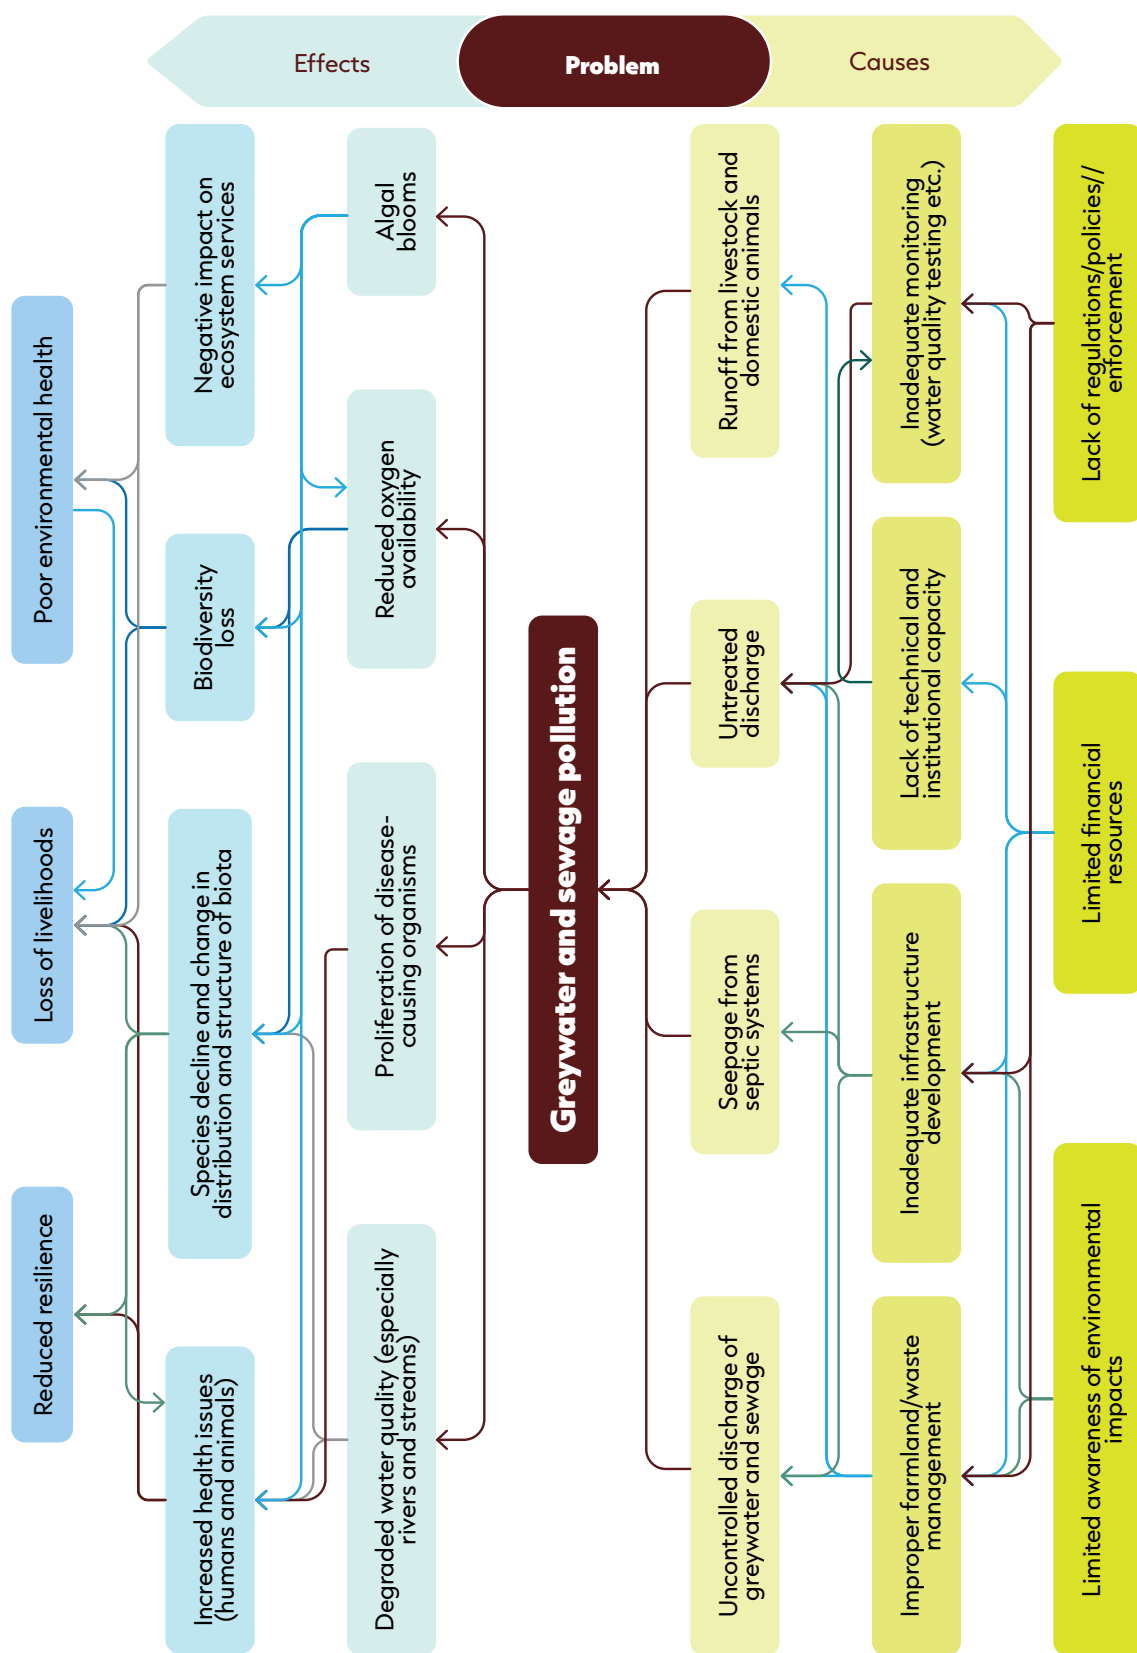 Effects
Problem
Causes
Reduced resilience
Loss of livelihoods
Poor environmental health
Increased health issues
(humans and animals)
Species decline and change in
distribution and structure of biota
Biodiversity
loss
Negative impact on
ecosystem services
Degraded water quality (especially
rivers and streams)
Proliferation of disease-
causing organisms
Reduced oxygen
availability
Algal
blooms
Greywater and sewage pollution
Uncontrolled discharge of
greywater and sewage
Seepage from
septic systems
Untreated
discharge
Runoff from livestock and
domestic animals
Improper farmland/waste
management
Inadequate infrastructure
development
Lack of technical and
institutional capacity
Inadequate monitoring
(water quality testing etc.)
Limited awareness of environmental
impacts
Limited financial
resources
Lack of regulations/policies//
enforcement